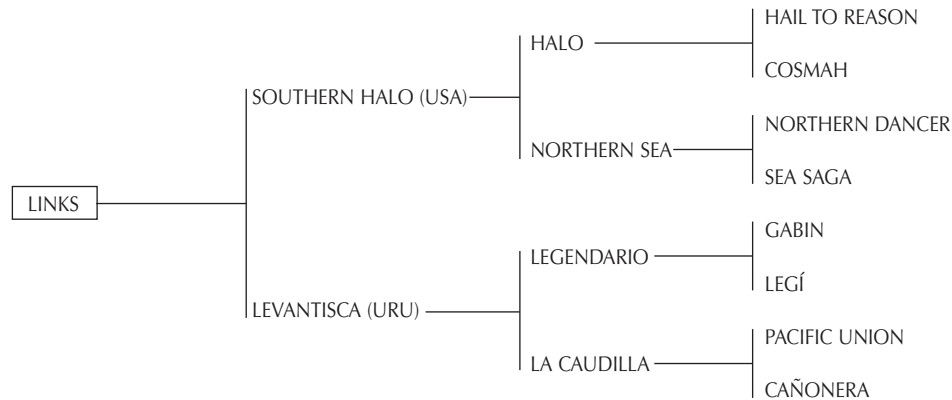 HAIL TO REASON
HALO
COSMAH
SOUTHERN HALO (USA)
NORTHERN DANCER
NORTHERN SEA
SEA SAGA
LINKS
GABIN
LEGENDARIO
LEGÍ
LEVANTISCA (URU)
PACIFIC UNION
LA CAUDILLA
CAÑONERA